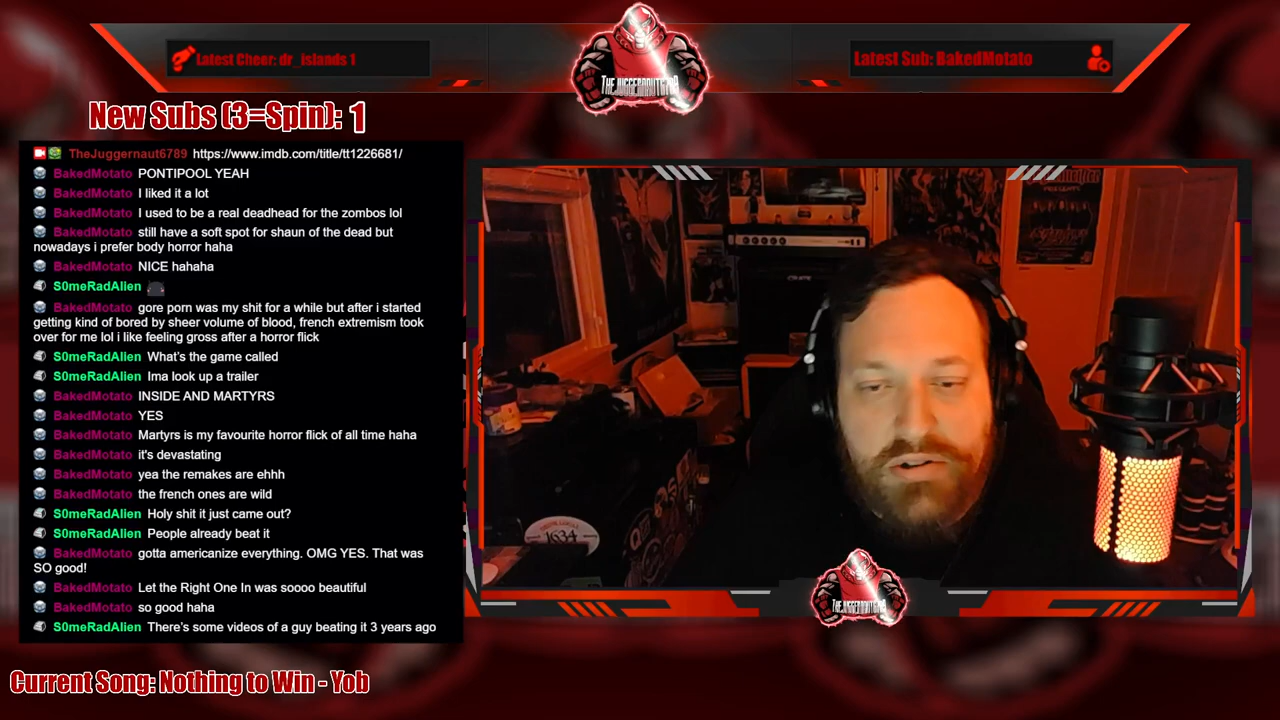 Latest Cheer: dr_islands 1
THEJUGGERNAUT6789
Latest Sub: BakedMotato
New Subs (3=Spin): 1
TheJuggernaut6789 https://www.imdb.com/title/tt1226681/
BakedMotato PONTIPOOL YEAH
BakedMotato I liked it a lot
BakedMotato I used to be a real deadhead for the zombos lol
BakedMotato still have a soft spot for shaun of the dead but
nowadays i prefer body horror haha
BakedMotato NICE hahaha
S0meRadAlien
BakedMotato gore porn was my shit for a while but after i started
getting kind of bored by sheer volume of blood, french extremism took
over for me lol i like feeling gross after a horror flick
S0meRadAlien What's the game called
S0meRadAlien Ima look up a trailer
BakedMotato INSIDE AND MARTYRS
BakedMotato YES
BakedMotato Martyrs is my favourite horror flick of all time haha
BakedMotato it's devastating
BakedMotato yea the remakes are ehhh
BakedMotato the french ones are wild
S0meRadAlien Holy shit it just came out?
S0meRadAlien People already beat it
BakedMotato gotta americanize everything. OMG YES. That was
SO good!
BakedMotato Let the Right One In was soooo beautiful
BakedMotato so good haha
S0meRadAlien There's some videos of a guy beating it 3 years ago
CRATE
1634
Current Song: Nothing to Win - Yob